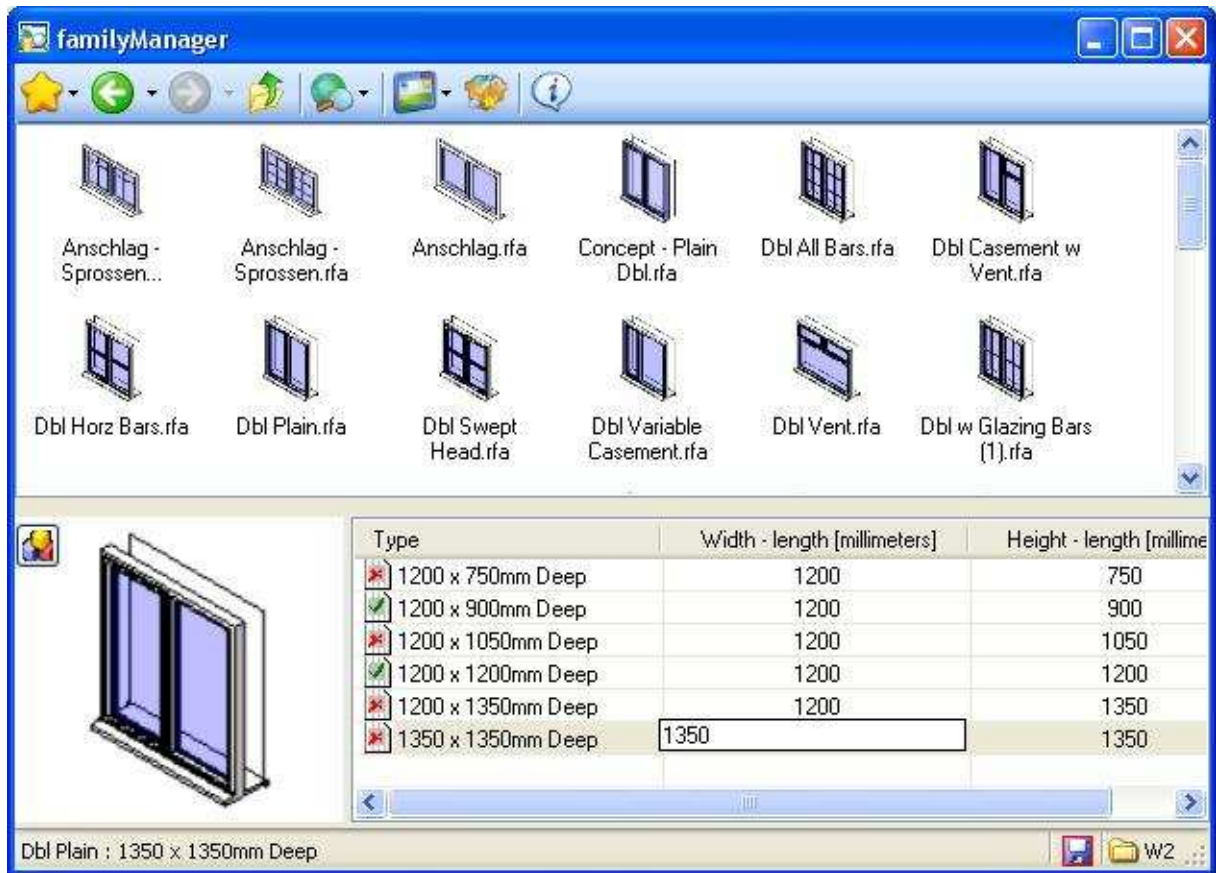 familyManager
Anschlag - Sprossen...
Anschlag - Sprossen.rfa
Anschlag.rfa
Concept - Plain Dbl.rfa
Dbl All Bars.rfa
Dbl Casement w Vent.rfa
Dbl Horz Bars.rfa
Dbl Plain.rfa
Dbl Swept Head.rfa
Dbl Variable Casement.rfa
Dbl Vent.rfa
Dbl w Glazing Bars (1).rfa
Type Width - length [millimeters] Height - length [millime
1200 x 750mm Deep 1200 750
1200 x 900mm Deep 1200 900
1200 x 1050mm Deep 1200 1050
1200 x 1200mm Deep 1200 1200
1200 x 1350mm Deep 1200 1350
1350 x 1350mm Deep 1350 1350
Dbl Plain : 1350 x 1350mm Deep W2